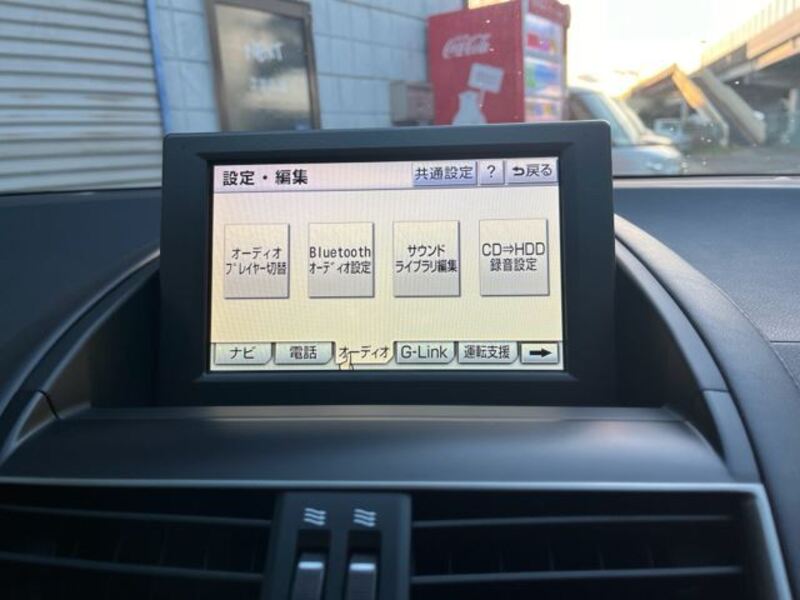 Coca-Cola
設定・編集
共通設定
?
戻る
オーディオ
プレイヤー切替
Bluetooth
オーディオ設定
サウンド
ライブラリ編集
CD⇒HDD
録音設定
ナビ
電話
オーディオ
G-Link
運転支援